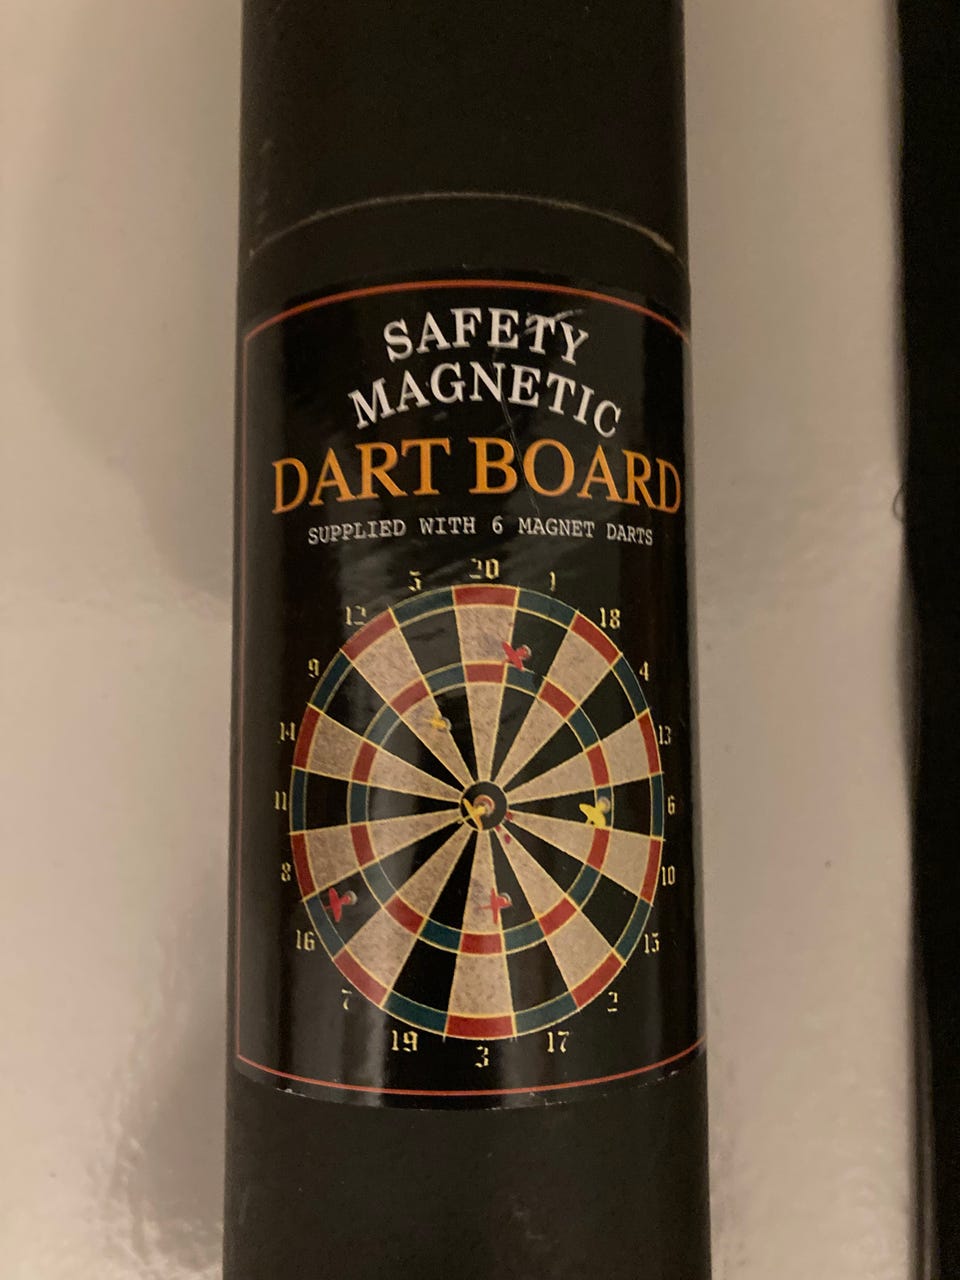 SAFETY
MAGNETIC
DART BOARD
SUPPLIED WITH 6 MAGNET DARTS
5 20 1
12 18
9 4
14 13
11 6
8 10
16 15
7 2
19 3 17